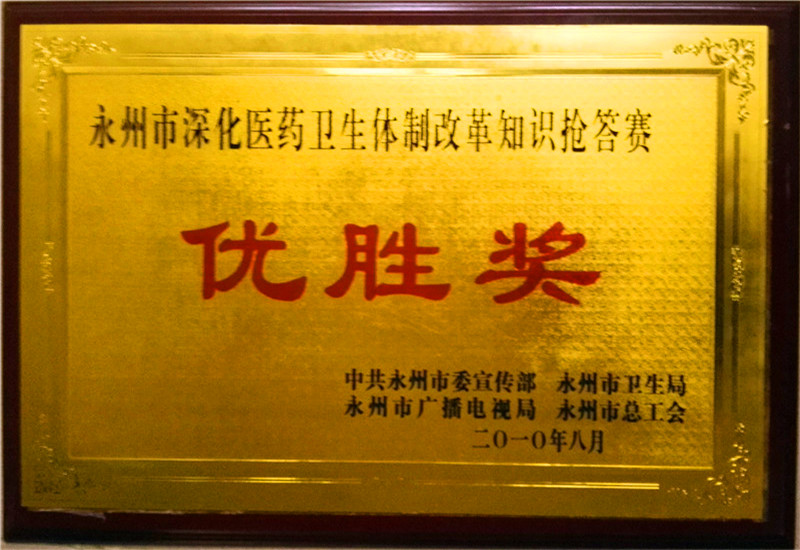 永州市深化医药卫生体制改革知识抢答赛
优胜奖
中共永州市委宣传部 永州市卫生局
永州市广播电视局 永州市总工会
二〇一〇年八月